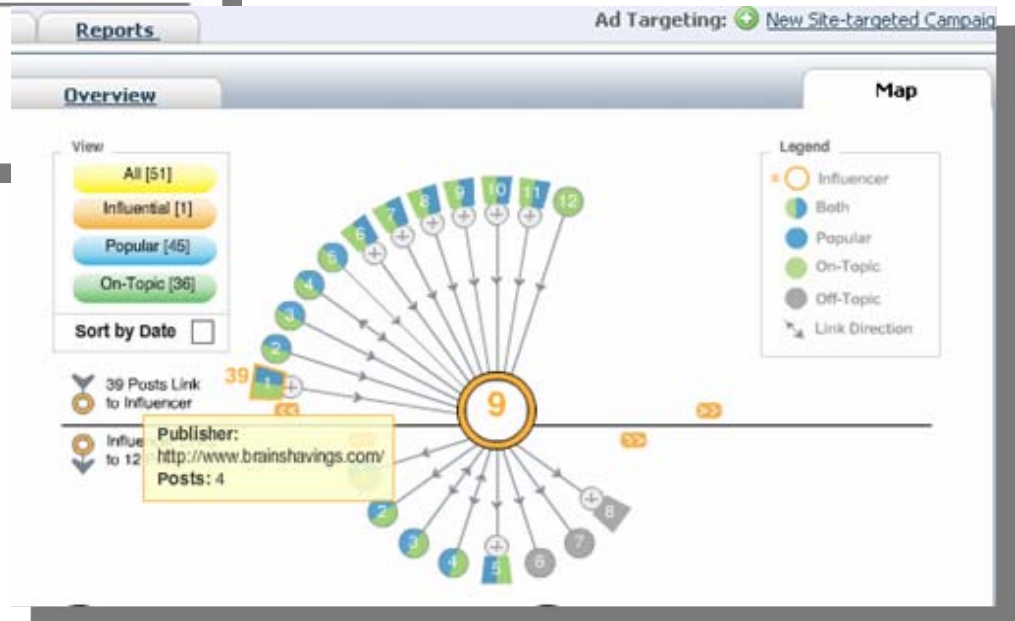 Reports
Ad Targeting: New Site-targeted Campaig
Overview
Map
View
All [51]
Influential [1]
Popular [45]
On-Topic [36]
Sort by Date
Legend
Influencer
Both
Popular
On-Topic
Off-Topic
Link Direction
12
11
10
9
8
7
6
5
4
3
2
1
39
39 Posts Link
to Influencer
9
<<
>>
>>
Influe
to 12
Publisher:
http://www.brainshavings.com/
Posts: 4
2
3
4
5
6
7
8